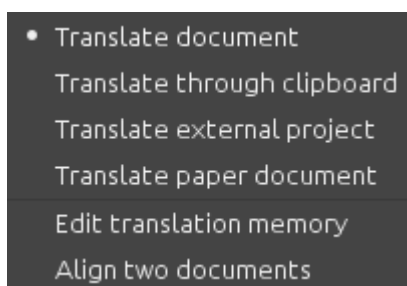 Translate document
Translate through clipboard
Translate external project
Translate paper document
Edit translation memory
Align two documents